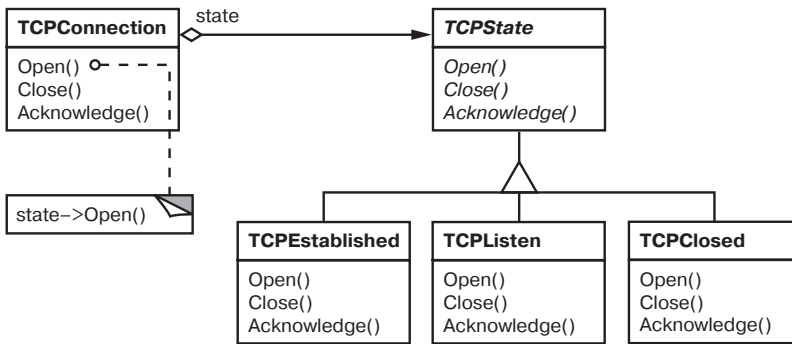 TCPConnection
state
TCPState
Open()
Close()
Acknowledge()
Open()
Close()
Acknowledge()
state->Open()
TCPEstablished
Open()
Close()
Acknowledge()
TCPListen
Open()
Close()
Acknowledge()
TCPClosed
Open()
Close()
Acknowledge()